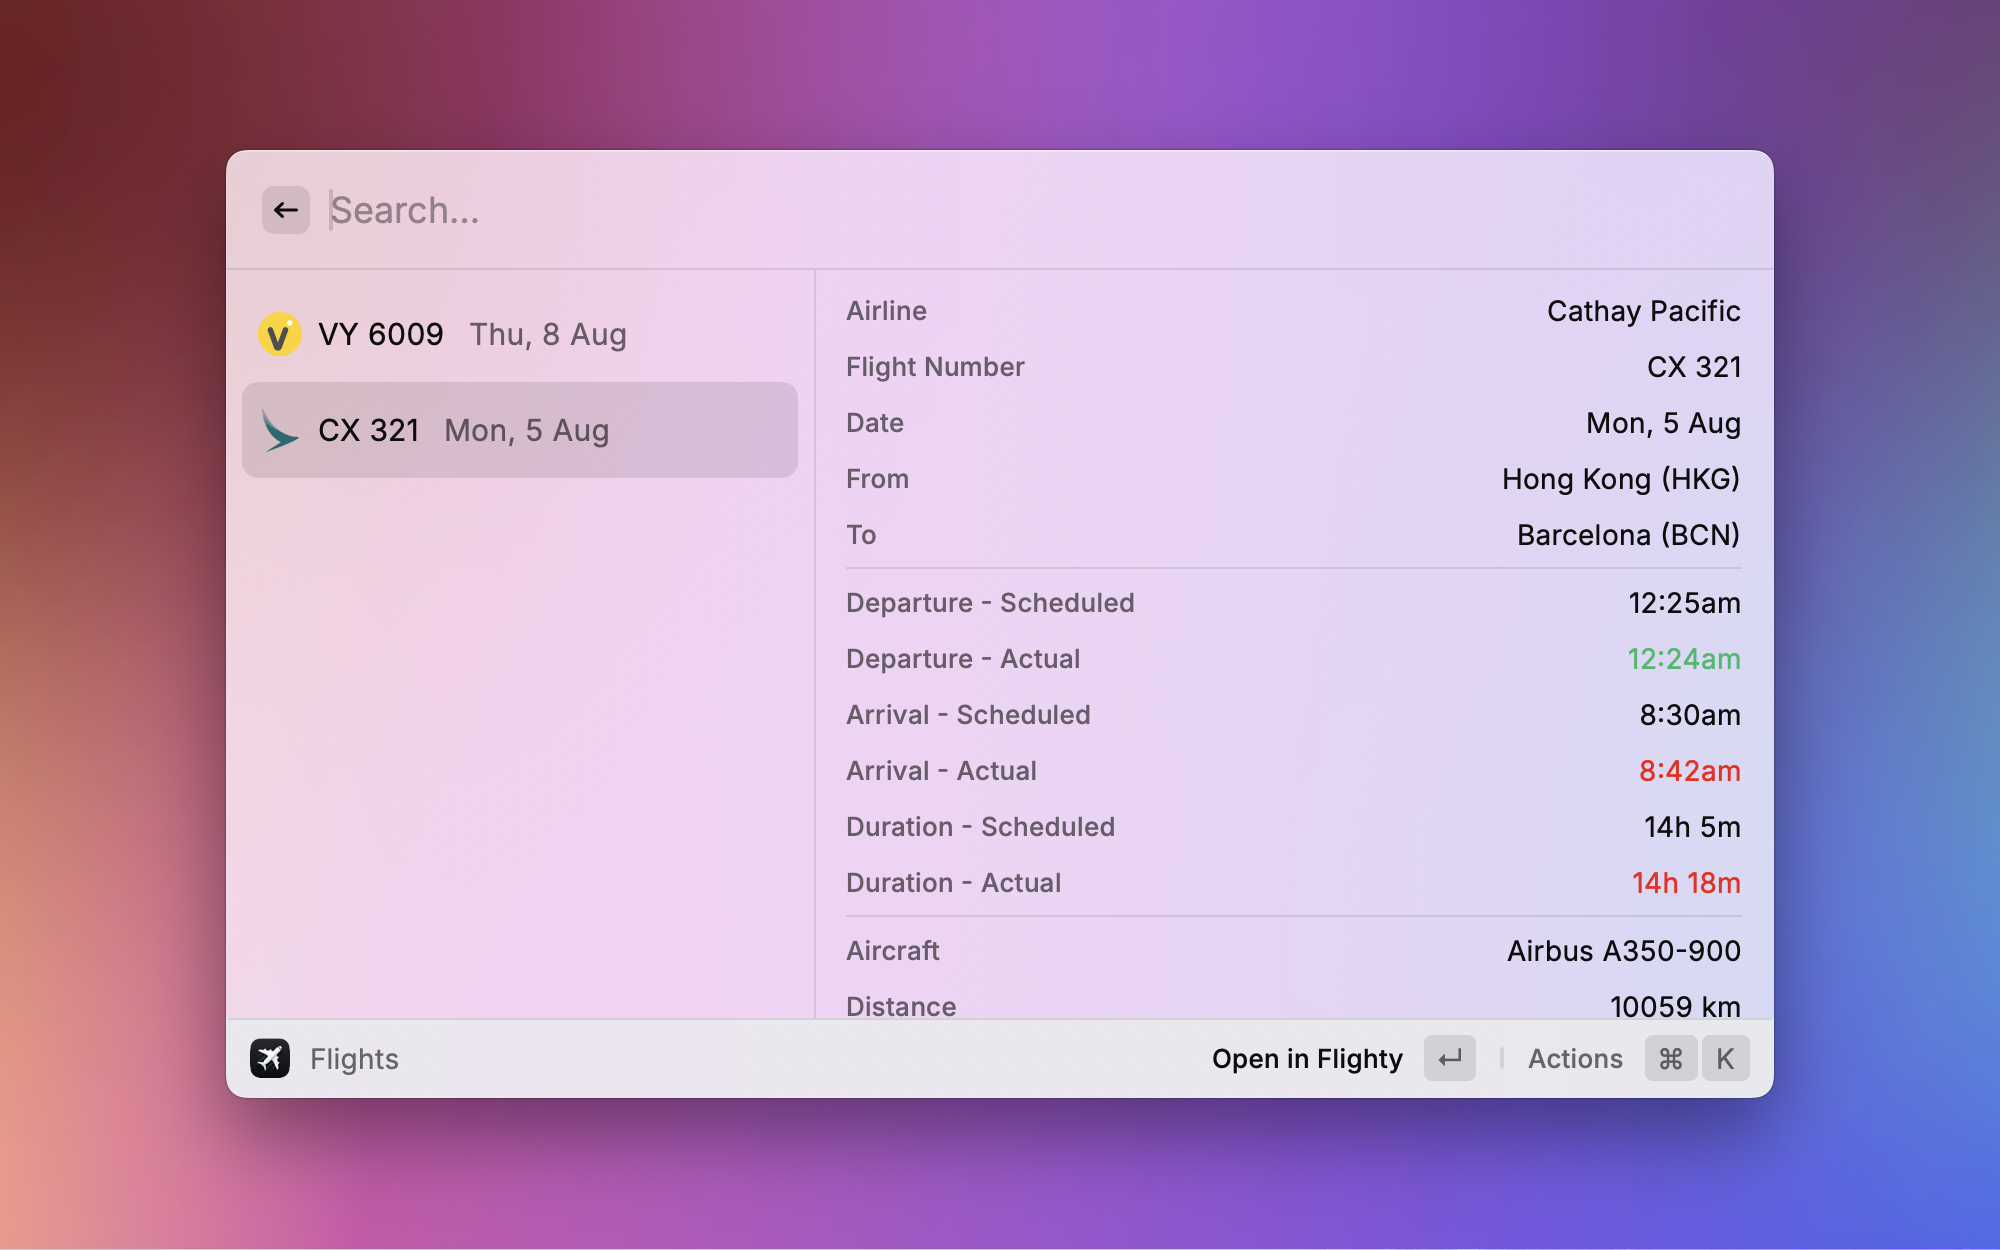 Search...
VY 6009 Thu, 8 Aug
CX 321 Mon, 5 Aug
Airline Cathay Pacific
Flight Number CX 321
Date Mon, 5 Aug
From Hong Kong (HKG)
To Barcelona (BCN)
Departure - Scheduled 12:25am
Departure - Actual 12:24am
Arrival - Scheduled 8:30am
Arrival - Actual 8:42am
Duration - Scheduled 14h 5m
Duration - Actual 14h 18m
Aircraft Airbus A350-900
Distance 10059 km
Flights Open in Flighty ↵ Actions ⌘ K